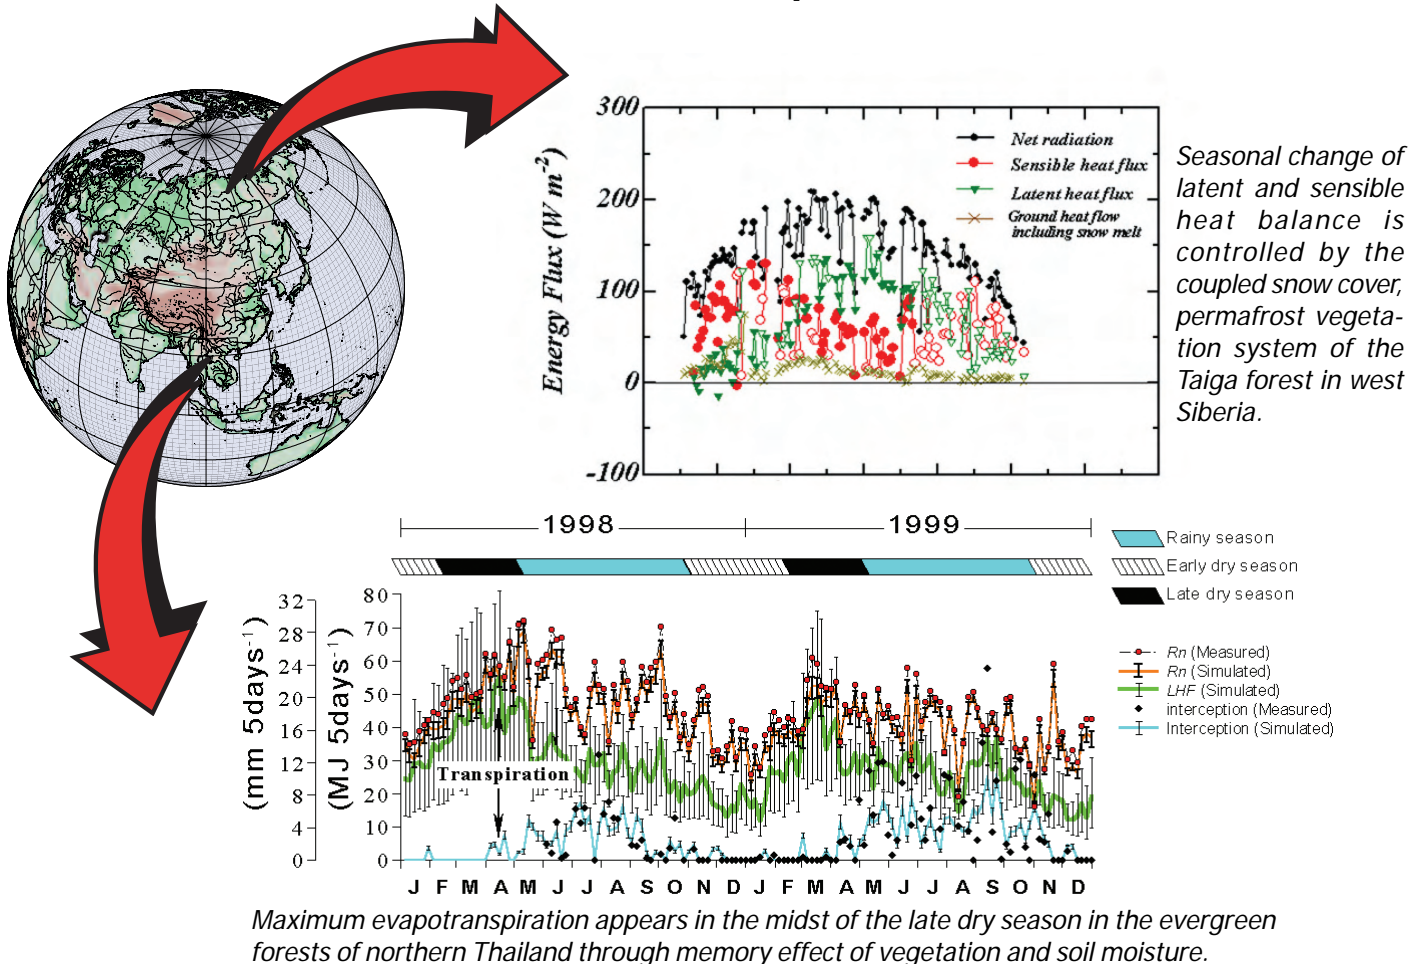 300
200
100
0
-100
Energy Flux (W m-2)
Net radiation
Sensible heat flux
Latent heat flux
Ground heat flow
including snow melt
Seasonal change of
latent and sensible
heat balance is
controlled by the
coupled snow cover,
permafrost vegeta-
tion system of the
Taiga forest in west
Siberia.
1998
1999
Rainy season
Early dry season
Late dry season
(mm 5days-1)
32
28
24
20
16
12
8
4
0
(MJ 5days-1)
80
70
60
50
40
30
20
10
0
Transpiration
Rn (Measured)
Rn (Simulated)
LHF (Simulated)
interception (Measured)
Interception (Simulated)
J F M A M J J A S O N D J F M A M J J A S O N D
Maximum evapotranspiration appears in the midst of the late dry season in the evergreen
forests of northern Thailand through memory effect of vegetation and soil moisture.